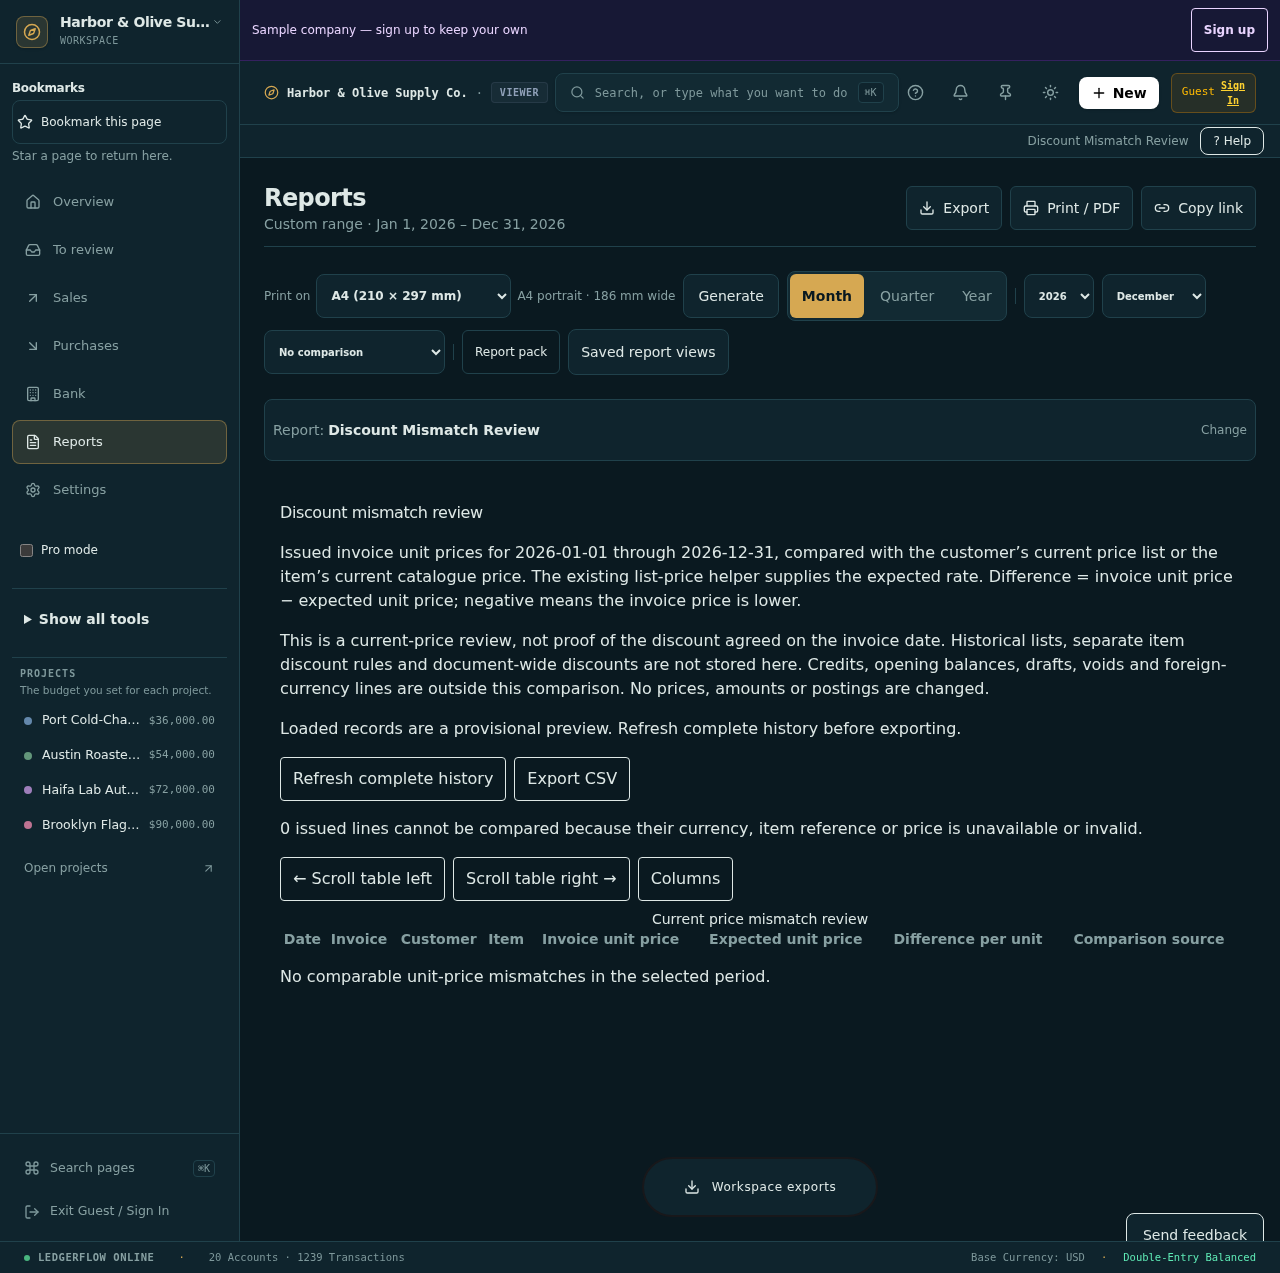 Harbor & Olive Su...
WORKSPACE
Bookmarks
Bookmark this page
Star a page to return here.
Overview
To review
Sales
Purchases
Bank
Reports
Settings
Pro mode
Show all tools
PROJECTS
The budget you set for each project.
Port Cold-Cha... $36,000.00
Austin Roaste... $54,000.00
Haifa Lab Aut... $72,000.00
Brooklyn Flag... $90,000.00
Open projects
Search pages ⌘K
Exit Guest / Sign In
Sample company — sign up to keep your own
Sign up
Harbor & Olive Supply Co. · VIEWER
Search, or type what you want to do ⌘K
New
Guest Sign In
Discount Mismatch Review
? Help
Reports
Custom range · Jan 1, 2026 – Dec 31, 2026
Export
Print / PDF
Copy link
Print on A4 (210 × 297 mm) A4 portrait · 186 mm wide Generate Month Quarter Year 2026 December
No comparison Report pack Saved report views
Report: Discount Mismatch Review Change
Discount mismatch review
Issued invoice unit prices for 2026-01-01 through 2026-12-31, compared with the customer’s current price list or the
item’s current catalogue price. The existing list-price helper supplies the expected rate. Difference = invoice unit price
− expected unit price; negative means the invoice price is lower.
This is a current-price review, not proof of the discount agreed on the invoice date. Historical lists, separate item
discount rules and document-wide discounts are not stored here. Credits, opening balances, drafts, voids and foreign-
currency lines are outside this comparison. No prices, amounts or postings are changed.
Loaded records are a provisional preview. Refresh complete history before exporting.
Refresh complete history Export CSV
0 issued lines cannot be compared because their currency, item reference or price is unavailable or invalid.
← Scroll table left Scroll table right → Columns
Current price mismatch review
Date Invoice Customer Item Invoice unit price Expected unit price Difference per unit Comparison source
No comparable unit-price mismatches in the selected period.
Workspace exports
Send feedback
LEDGERFLOW ONLINE · 20 Accounts · 1239 Transactions
Base Currency: USD · Double-Entry Balanced